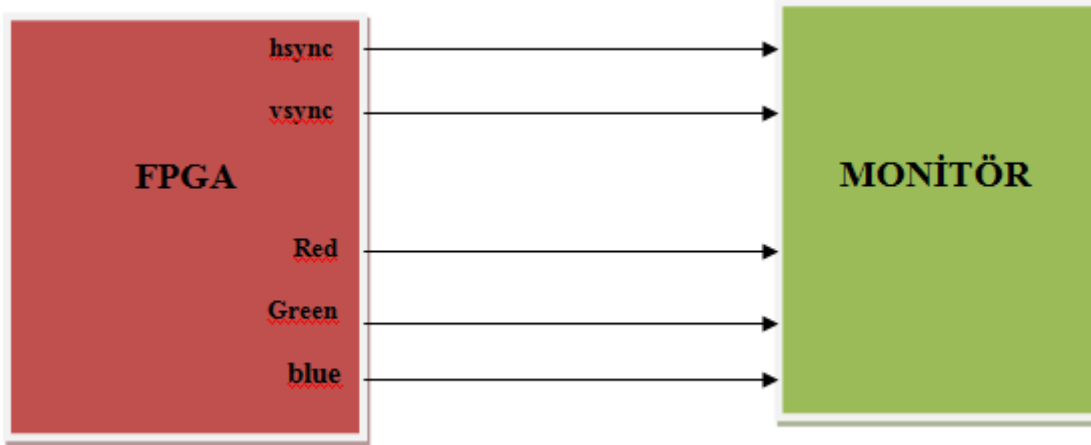 hsync
vsync
FPGA
Red
Green
blue
MONİTÖR